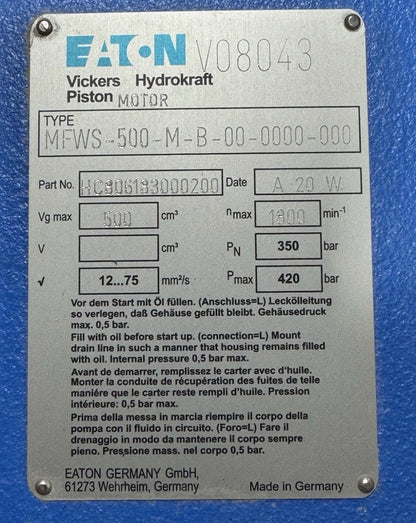 EATON V08043
Vickers Hydrokraft
Piston MOTOR
TYPE
MFWS-500-M-B-00-0000-000
Part No. HC906193000200 Date A 20 W
Vg max 500 cm³ nmax 1800 min⁻¹
V cm³ PN 350 bar
√ 12...75 mm²/s Pmax 420 bar
Vor dem Start mit Öl füllen. (Anschluss=L) Leckölleitung
so verlegen, daß Gehäuse gefüllt bleibt. Gehäusedruck
max. 0,5 bar.
Fill with oil before start up. (connection=L) Mount
drain line in such a manner that housing remains filled
with oil. Internal pressure 0,5 bar max.
Avant de demarrer, remplissez le carter avec d'huile.
Monter la conduite de récupération des fuites de telle
maniére que le carter reste rempli d'huile. Pression
intérieure: 0,5 bar max.
Prima della messa in marcia riempire il corpo della
pompa con il fluido in circuito. (Foro=L) Fare il
drenaggio in modo da mantenere il corpo sempre
pieno. Pressione mass. nel corpo 0,5 bar.
EATON GERMANY GmbH,
61273 Wehrheim, Germany Made in Germany